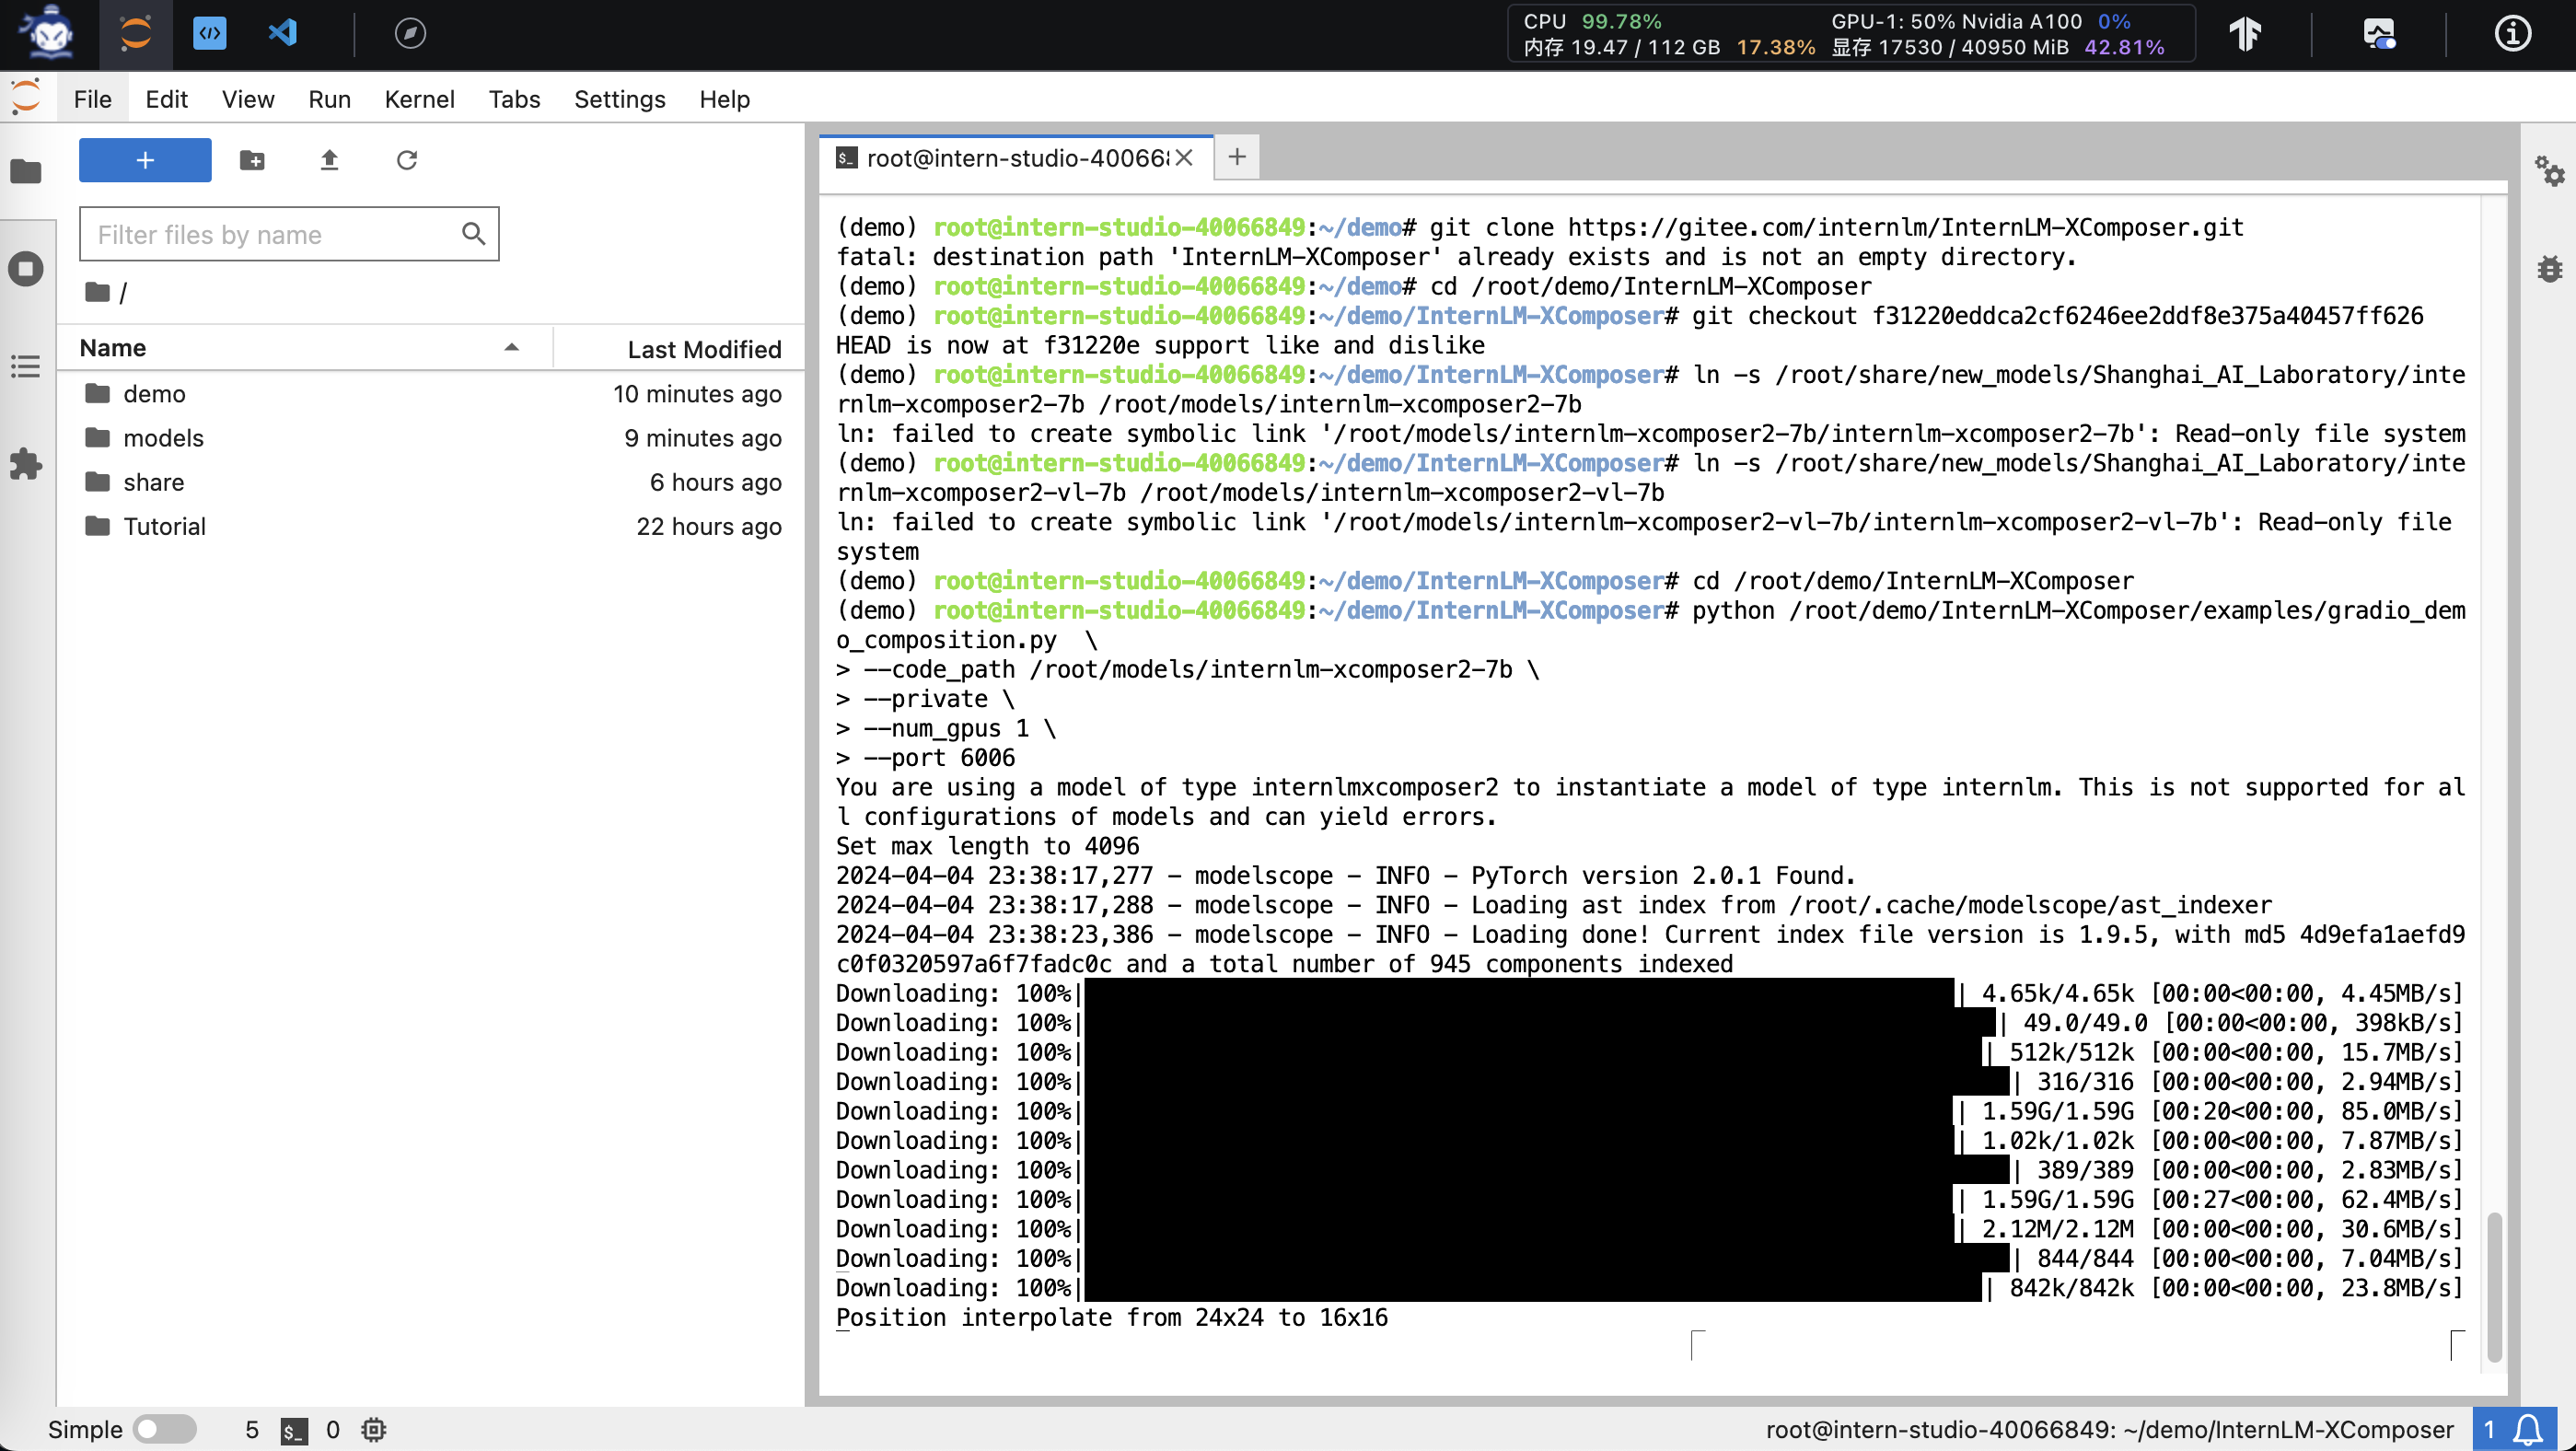 CPU 99.78% GPU-1: 50% Nvidia A100 0%
内存 19.47 / 112 GB 17.38% 显存 17530 / 40950 MiB 42.81%
File Edit View Run Kernel Tabs Settings Help
root@intern-studio-40066
Filter files by name
/
Name Last Modified
demo 10 minutes ago
models 9 minutes ago
share 6 hours ago
Tutorial 22 hours ago
(demo) root@intern-studio-40066849:~/demo# git clone https://gitee.com/internlm/InternLM-XComposer.git
fatal: destination path 'InternLM-XComposer' already exists and is not an empty directory.
(demo) root@intern-studio-40066849:~/demo# cd /root/demo/InternLM-XComposer
(demo) root@intern-studio-40066849:~/demo/InternLM-XComposer# git checkout f31220eddca2cf6246ee2ddf8e375a40457ff626
HEAD is now at f31220e support like and dislike
(demo) root@intern-studio-40066849:~/demo/InternLM-XComposer# ln -s /root/share/new_models/Shanghai_AI_Laboratory/inte
rnlm-xcomposer2-7b /root/models/internlm-xcomposer2-7b
ln: failed to create symbolic link '/root/models/internlm-xcomposer2-7b/internlm-xcomposer2-7b': Read-only file system
(demo) root@intern-studio-40066849:~/demo/InternLM-XComposer# ln -s /root/share/new_models/Shanghai_AI_Laboratory/inte
rnlm-xcomposer2-vl-7b /root/models/internlm-xcomposer2-vl-7b
ln: failed to create symbolic link '/root/models/internlm-xcomposer2-vl-7b/internlm-xcomposer2-vl-7b': Read-only file
system
(demo) root@intern-studio-40066849:~/demo/InternLM-XComposer# cd /root/demo/InternLM-XComposer
(demo) root@intern-studio-40066849:~/demo/InternLM-XComposer# python /root/demo/InternLM-XComposer/examples/gradio_dem
o_composition.py  \
> --code_path /root/models/internlm-xcomposer2-7b \
> --private \
> --num_gpus 1 \
> --port 6006
You are using a model of type internlmxcomposer2 to instantiate a model of type internlm. This is not supported for al
l configurations of models and can yield errors.
Set max length to 4096
2024-04-04 23:38:17,277 - modelscope - INFO - PyTorch version 2.0.1 Found.
2024-04-04 23:38:17,288 - modelscope - INFO - Loading ast index from /root/.cache/modelscope/ast_indexer
2024-04-04 23:38:23,386 - modelscope - INFO - Loading done! Current index file version is 1.9.5, with md5 4d9efa1aefd9
c0f0320597a6f7fadc0c and a total number of 945 components indexed
Downloading: 100%| | 4.65k/4.65k [00:00<00:00, 4.45MB/s]
Downloading: 100%| | 49.0/49.0 [00:00<00:00, 398kB/s]
Downloading: 100%| | 512k/512k [00:00<00:00, 15.7MB/s]
Downloading: 100%| | 316/316 [00:00<00:00, 2.94MB/s]
Downloading: 100%| | 1.59G/1.59G [00:20<00:00, 85.0MB/s]
Downloading: 100%| | 1.02k/1.02k [00:00<00:00, 7.87MB/s]
Downloading: 100%| | 389/389 [00:00<00:00, 2.83MB/s]
Downloading: 100%| | 1.59G/1.59G [00:27<00:00, 62.4MB/s]
Downloading: 100%| | 2.12M/2.12M [00:00<00:00, 30.6MB/s]
Downloading: 100%| | 844/844 [00:00<00:00, 7.04MB/s]
Downloading: 100%| | 842k/842k [00:00<00:00, 23.8MB/s]
Position interpolate from 24x24 to 16x16
Simple 5 $_ 0 root@intern-studio-40066849: ~/demo/InternLM-XComposer 1